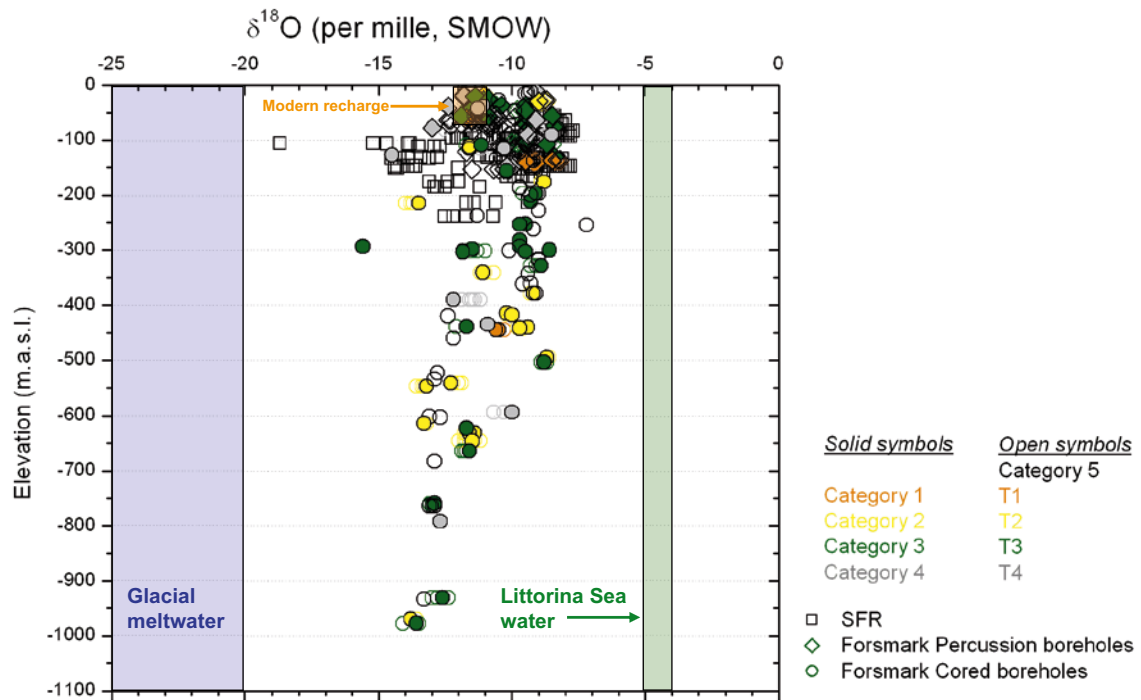 δ18O (per mille, SMOW)
-25 -20 -15 -10 -5 0
0
Modern recharge
-100
-200
-300
-400
-500
-600
-700
-800
-900
-1000
-1100
Elevation (m.a.s.l.)
Glacial
meltwater
Littorina Sea
water
Solid symbols Open symbols
Category 5
Category 1 T1
Category 2 T2
Category 3 T3
Category 4 T4
SFR
Forsmark Percussion boreholes
Forsmark Cored boreholes